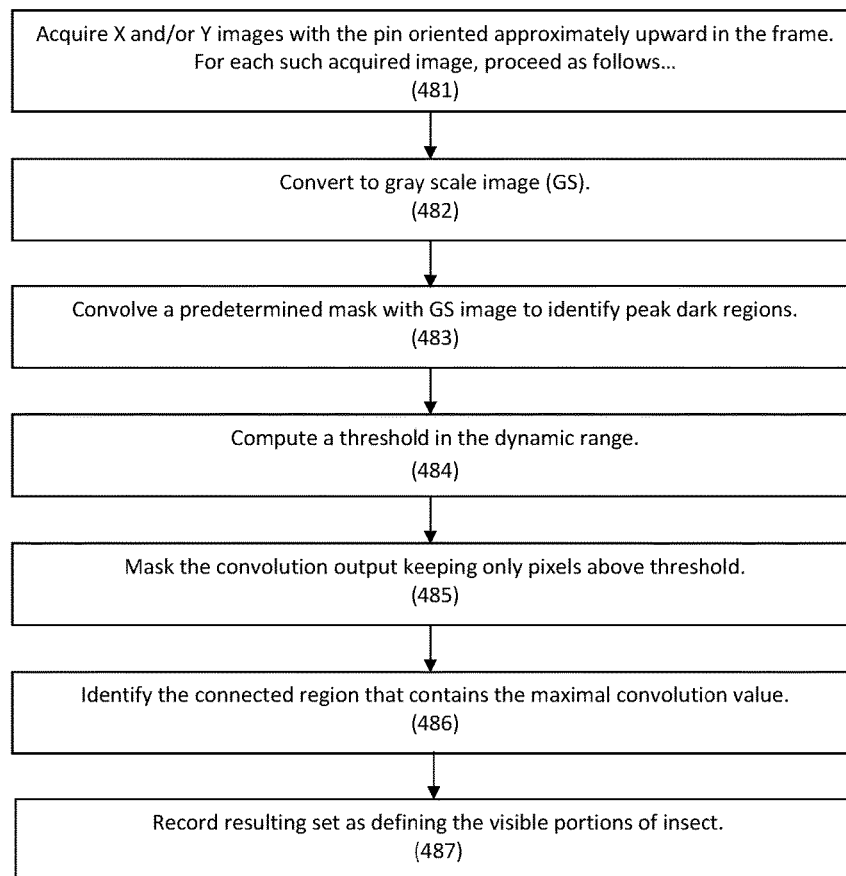 Acquire X and/or Y images with the pin oriented approximately upward in the frame.
For each such acquired image, proceed as follows…
(481)
Convert to gray scale image (GS).
(482)
Convolve a predetermined mask with GS image to identify peak dark regions.
(483)
Compute a threshold in the dynamic range.
(484)
Mask the convolution output keeping only pixels above threshold.
(485)
Identify the connected region that contains the maximal convolution value.
(486)
Record resulting set as defining the visible portions of insect.
(487)